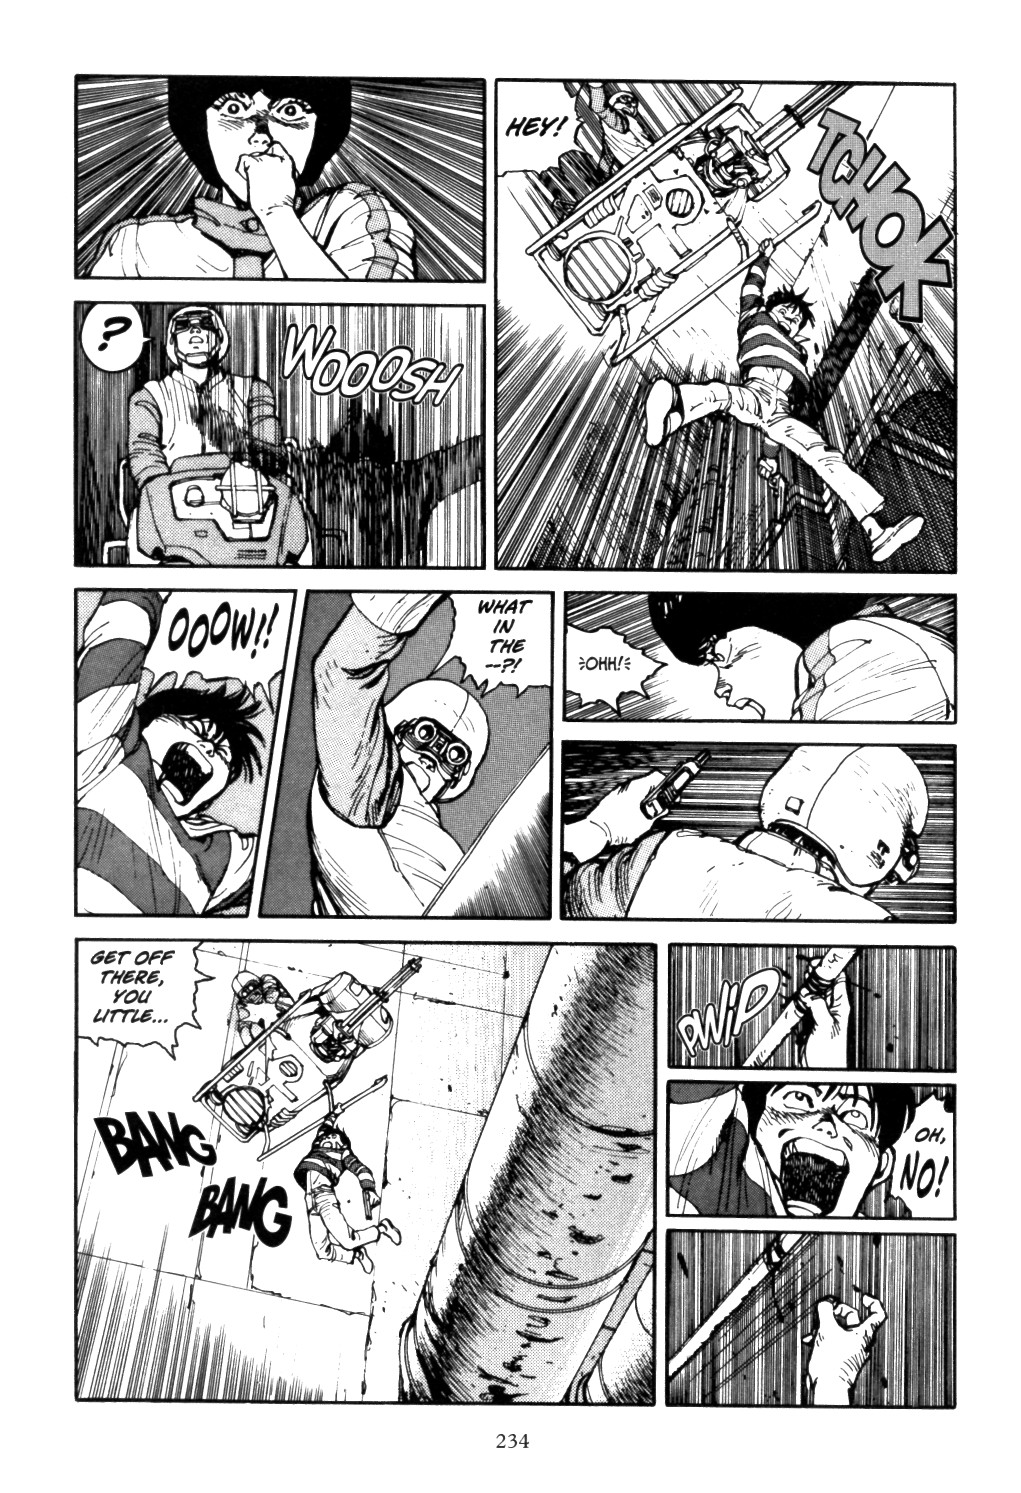 HEY!
TCHOK
?
WOOOSH
OOOW!!
WHAT
IN
THE
--?!
OHH!
GET OFF
THERE,
YOU
LITTLE...
BANG
BANG
PWIP
OH,
NO!
234